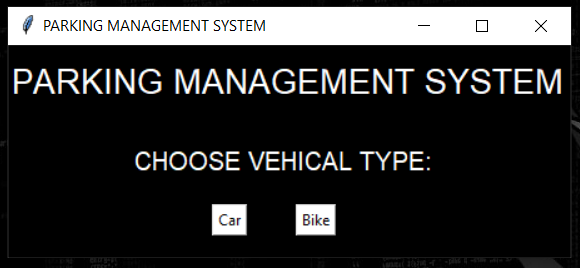 PARKING MANAGEMENT SYSTEM
PARKING MANAGEMENT SYSTEM
CHOOSE VEHICAL TYPE:
Car Bike